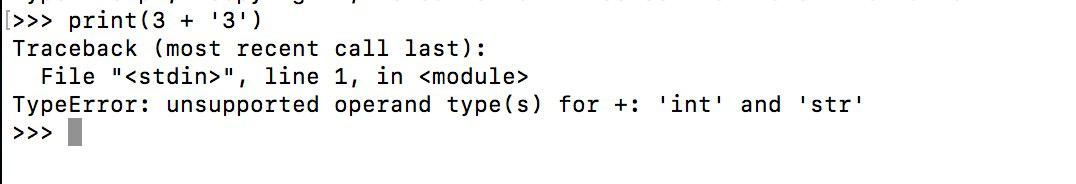 [>>> print(3 + '3')
Traceback (most recent call last):
  File "<stdin>", line 1, in <module>
TypeError: unsupported operand type(s) for +: 'int' and 'str'
>>>